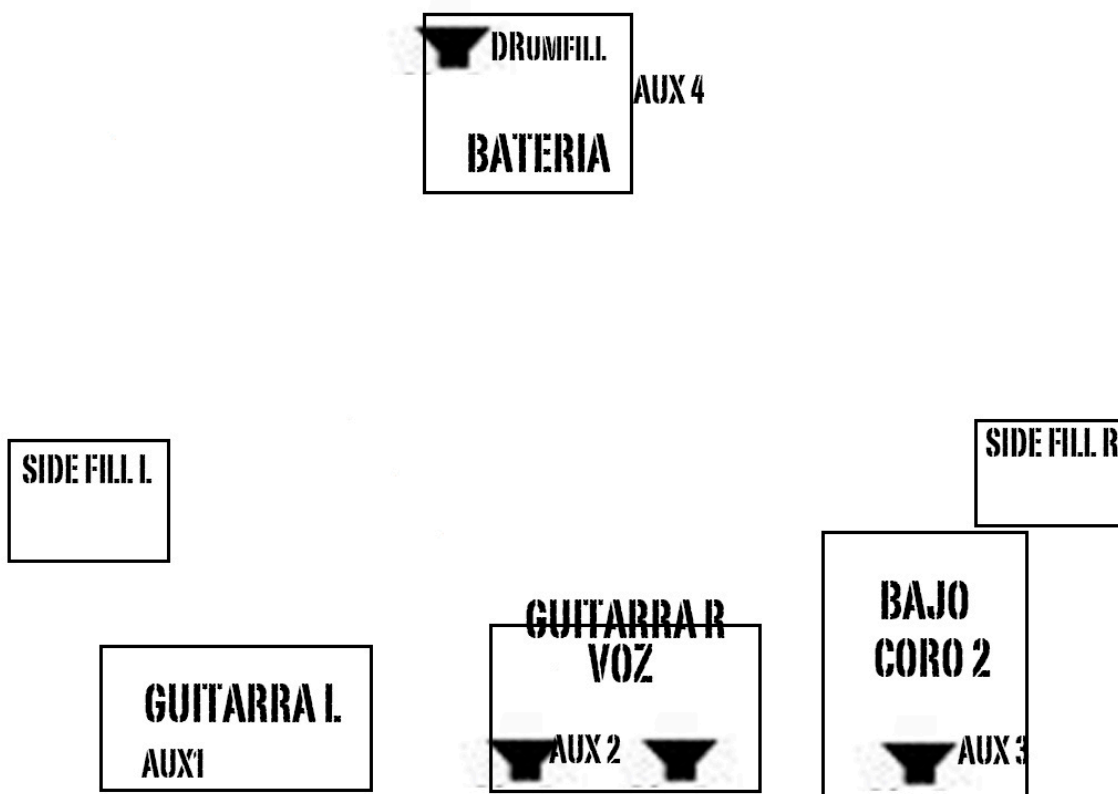 DRUMFILL
AUX 4
BATERIA
SIDE FILL L
SIDE FILL R
GUITARRA L
AUX1
GUITARRA R
VOZ
AUX 2
BAJO
CORO 2
AUX 3